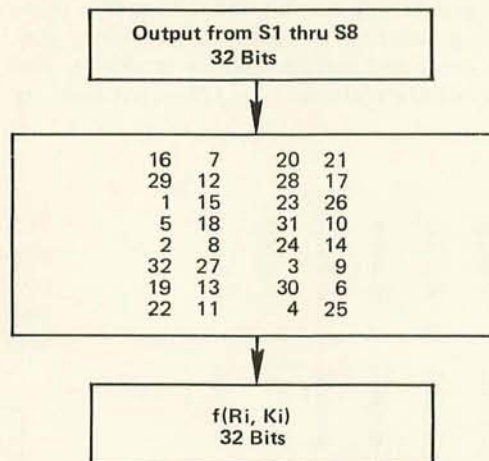 Output from S1 thru S8
32 Bits
16 7 20 21
29 12 28 17
1 15 23 26
5 18 31 10
2 8 24 14
32 27 3 9
19 13 30 6
22 11 4 25
f(Ri, Ki)
32 Bits